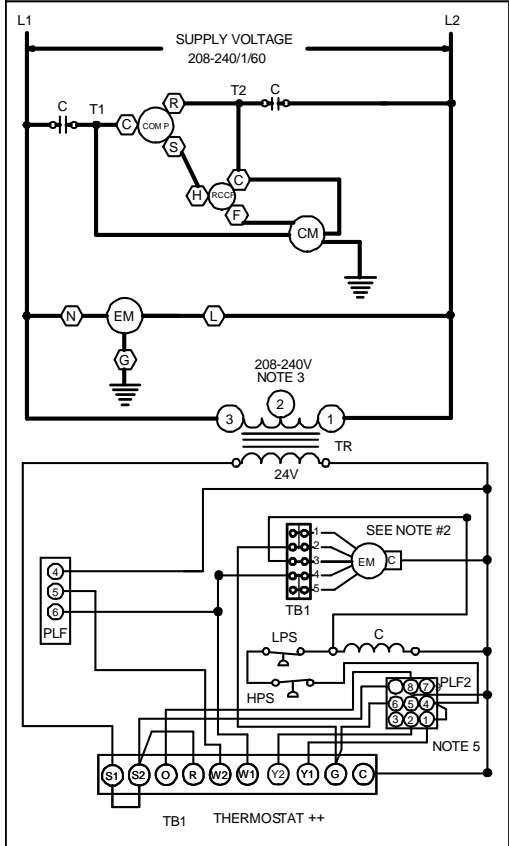 L1 L2
SUPPLY VOLTAGE
208-240/1/60
C T1 C COMP R T2 C
S
H RCCF C
F
CM
N EM L
G
208-240V
NOTE 3
3 2 1
TR
24V
SEE NOTE #2
1
2
3 EM C
4
5
TB1
4
5
6
PLF
LPS C
HPS
8 7 9 PLF2
6 5 4
3 2 1
NOTE 5
S1 S2 O R W2 W1 Y2 Y1 G C
TB1 THERMOSTAT ++